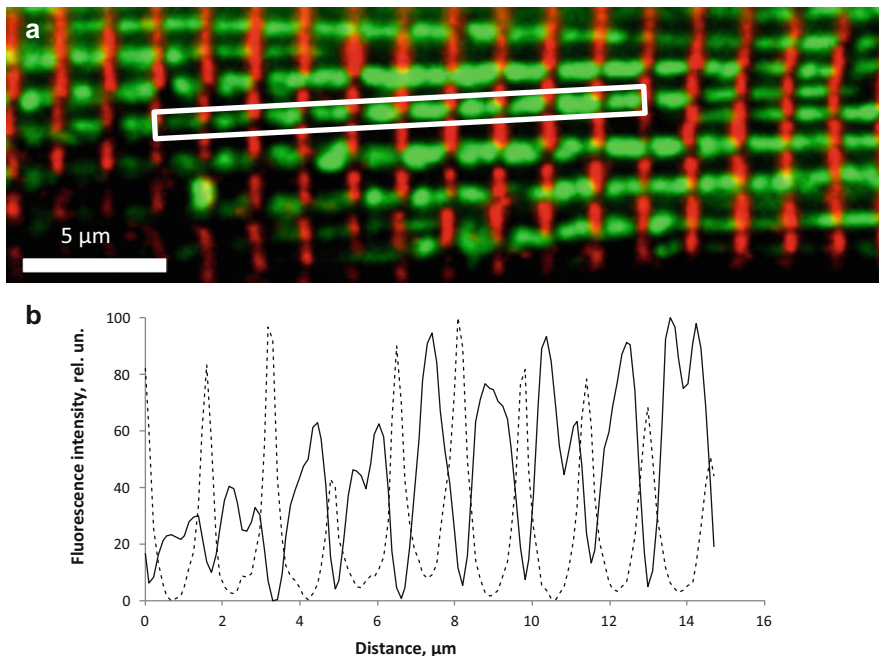 a
5 µm
b
Fluorescence intensity, rel. un.
100
80
60
40
20
0
0 2 4 6 8 10 12 14 16
Distance, µm